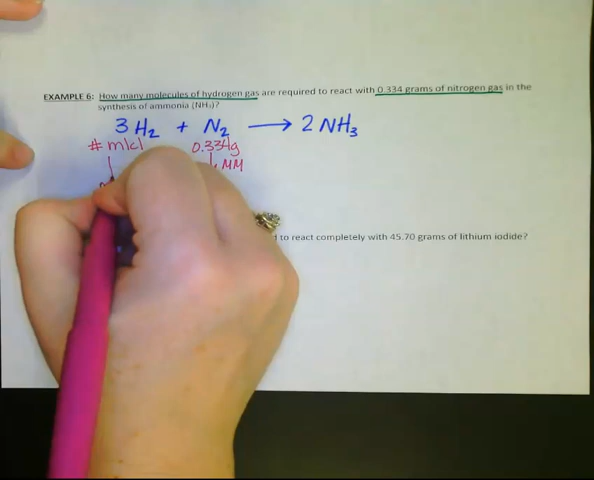 EXAMPLE 6: How many molecules of hydrogen gas are required to react with 0.334 grams of nitrogen gas in the
synthesis of ammonia (NH₃)?
3 H₂ + N₂ → 2 NH₃
# mlcl 0.334g
MM
to react completely with 45.70 grams of lithium iodide?